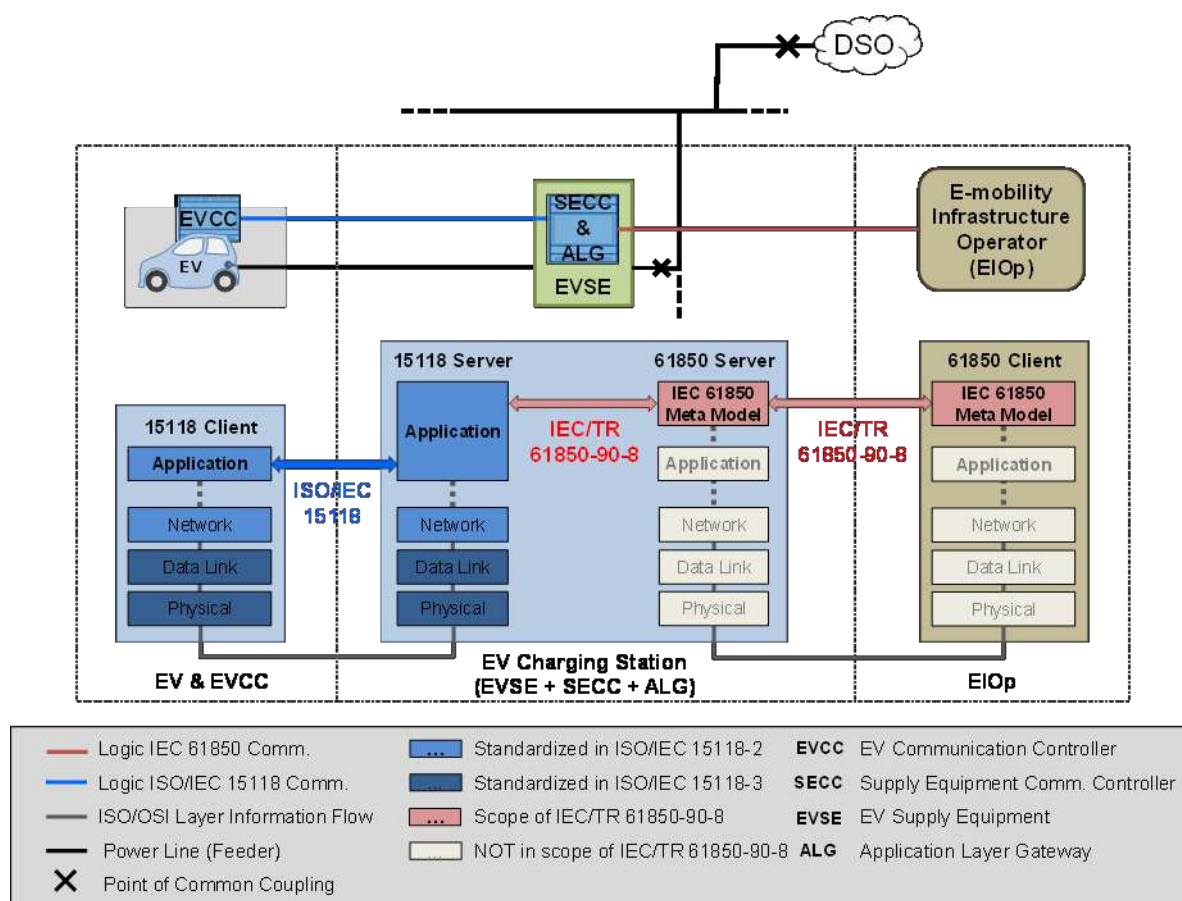 DSO
EVCC
EV
SECC
&
ALG
EVSE
E-mobility
Infrastructure
Operator
(EIOp)
15118 Server
61850 Server
61850 Client
15118 Client
Application
Application
IEC 61850
Meta Model
IEC 61850
Meta Model
IEC/TR
61850-90-8
IEC/TR
61850-90-8
ISO/IEC
15118
Application
Application
Network
Network
Network
Network
Data Link
Data Link
Data Link
Data Link
Physical
Physical
Physical
Physical
EV & EVCC
EV Charging Station
(EVSE + SECC + ALG)
EIOp
Logic IEC 61850 Comm.
Logic ISO/IEC 15118 Comm.
ISO/OSI Layer Information Flow
Power Line (Feeder)
Point of Common Coupling
... Standardized in ISO/IEC 15118-2
... Standardized in ISO/IEC 15118-3
... Scope of IEC/TR 61850-90-8
... NOT in scope of IEC/TR 61850-90-8
EVCC EV Communication Controller
SECC Supply Equipment Comm. Controller
EVSE EV Supply Equipment
ALG Application Layer Gateway